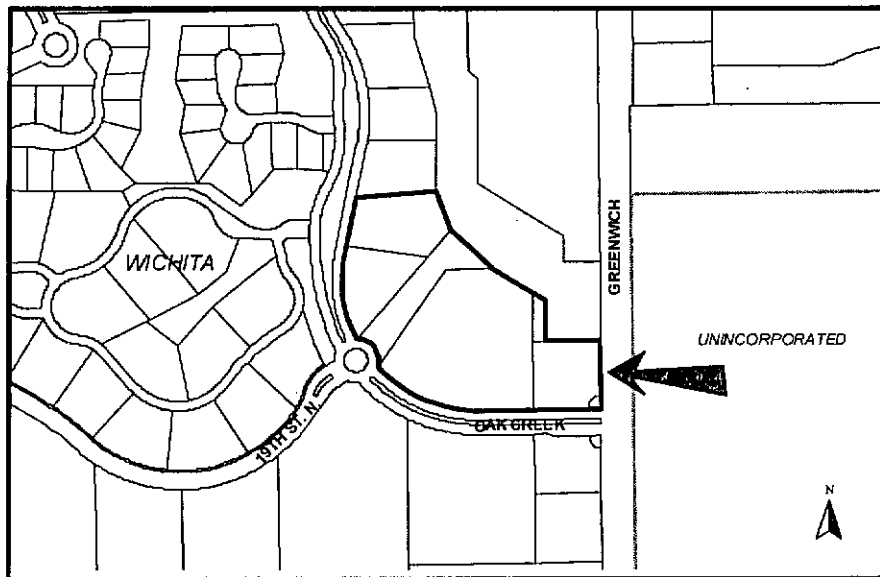 WICHITA
GREENWICH
UNINCORPORATED
19TH ST. N
OAK CREEK
N